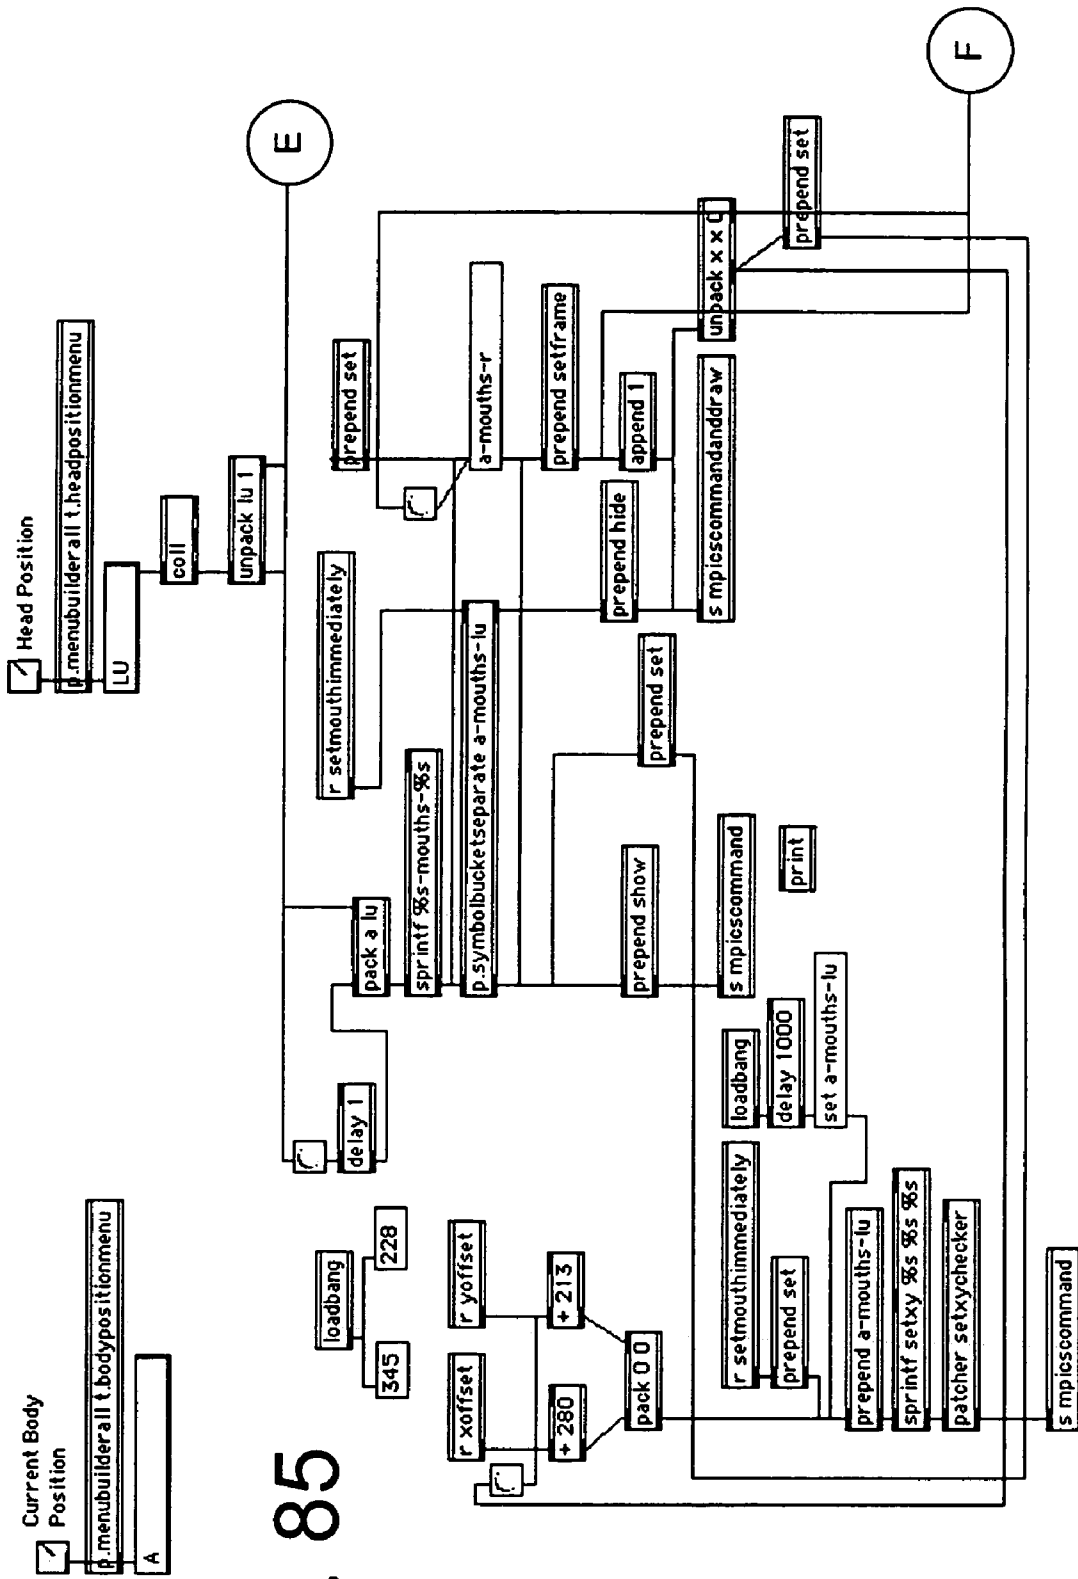 Current Body
Position
p.menubuilderall t.bodypositionmenu
A
Head Position
p.menubuilderall t.headpositionmenu
LU
coll
unpack lu 1
E
85
loadbang
345
228
delay 1
pack a lu
sprintf %s-mouths-%s
r setmouthimmediately
prepend set
p.symbolbucketseparate a-mouths-lu
a-mouths-r
r xoffset
r yoffset
+ 280
+ 213
pack 0 0
prepend setframe
prepend hide
append 1
prepend show
prepend set
s mpicscommand
print
s mpicscommandanddraw
unpack x x 0
prepend set
F
r setmouthimmediately
prepend set
loadbang
delay 1000
set a-mouths-lu
prepend a-mouths-lu
sprintf setxy %s %s %s
patcher setxychecker
s mpicscommand